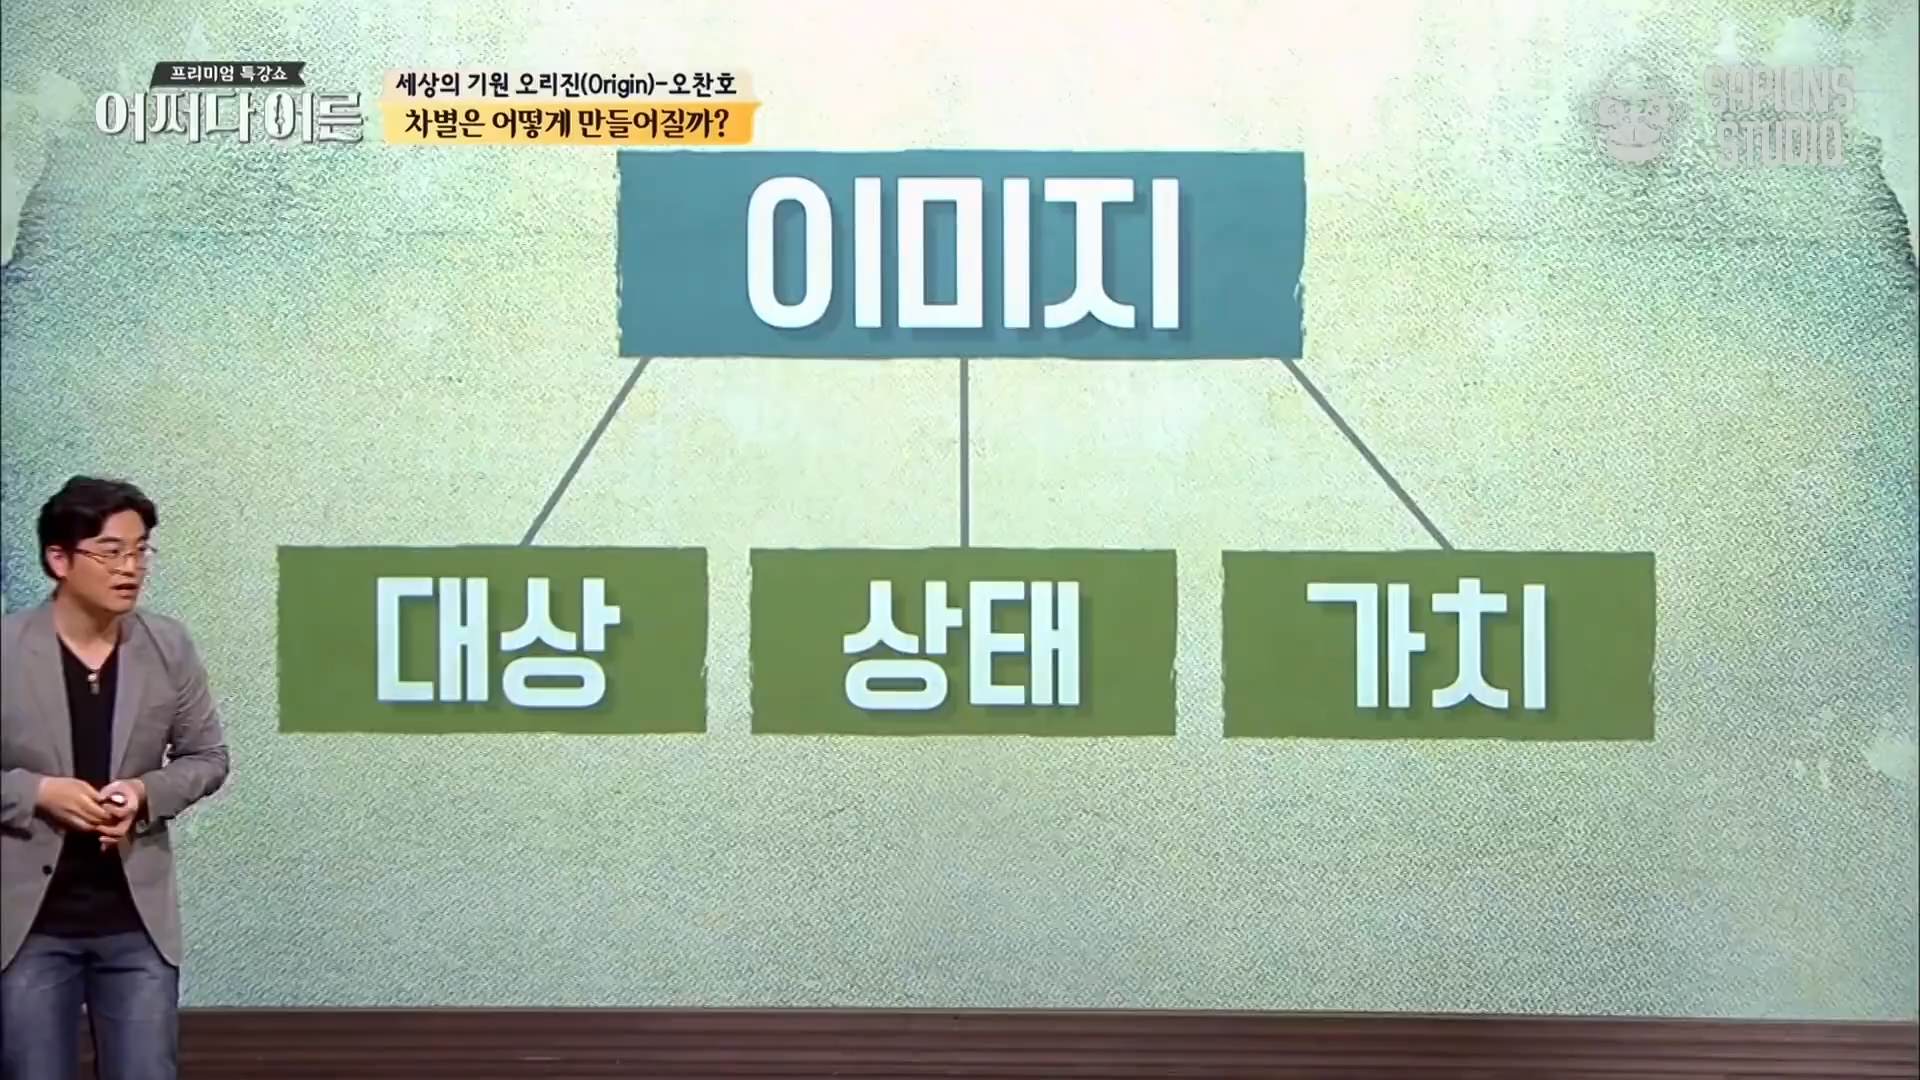 프리미엄 특강쇼
어쩌다 어른
세상의 기원 오리진(Origin)-오찬호
차별은 어떻게 만들어질까?
SAPIENS
STUDIO
이미지
대상
상태
가치